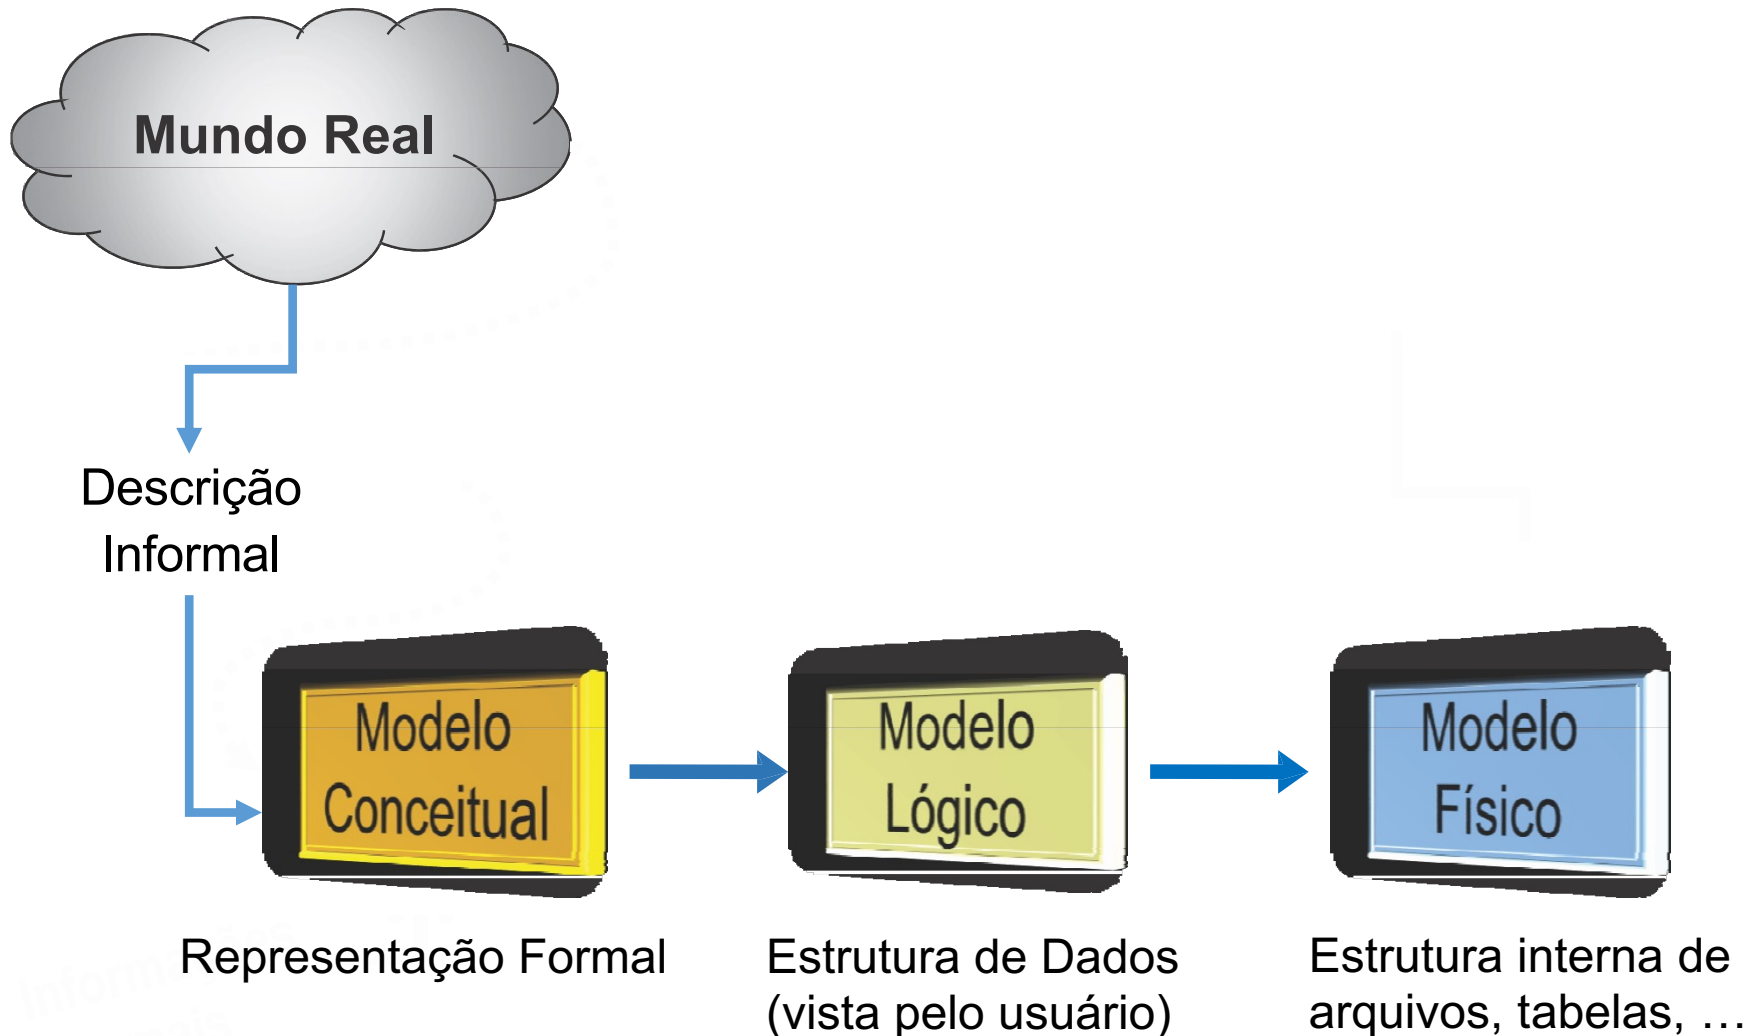 Mundo Real
Descrição
Informal
Modelo
Conceitual
Modelo
Lógico
Modelo
Físico
Representação Formal
Estrutura de Dados
(vista pelo usuário)
Estrutura interna de
arquivos, tabelas, ...